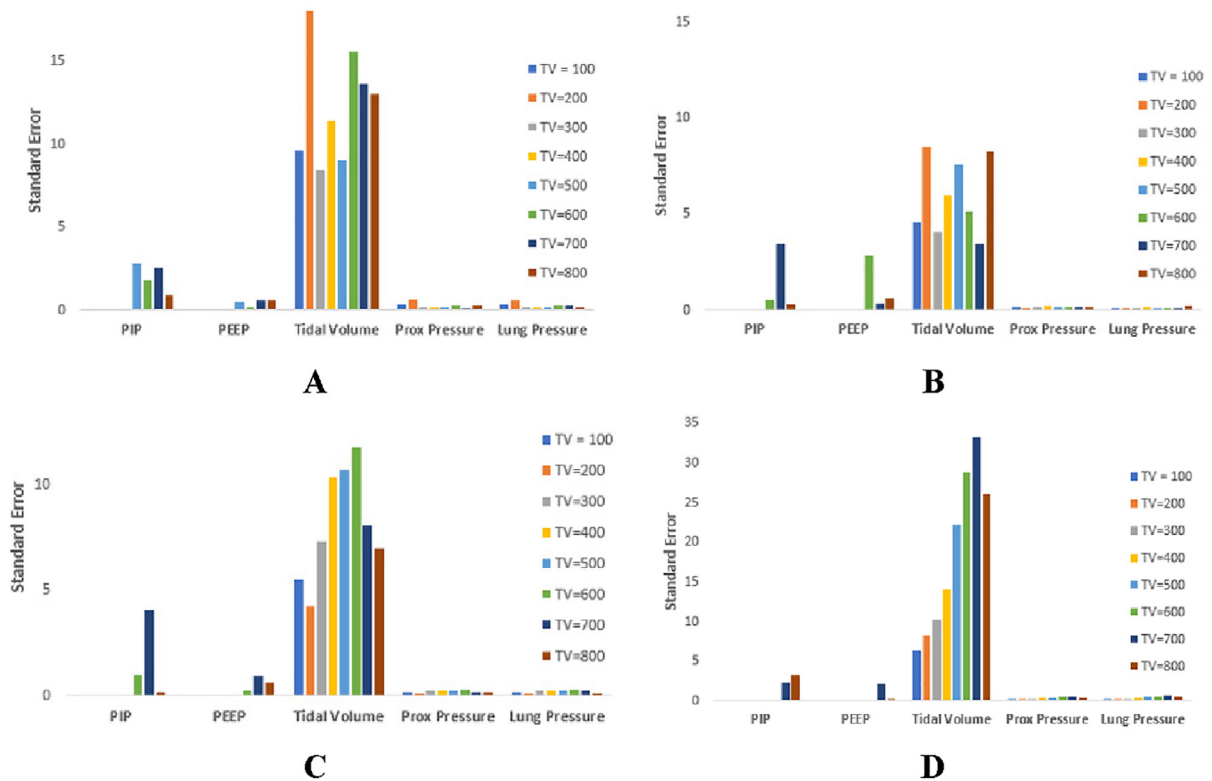 Standard Error
15
10
5
0
PIP
PEEP
Tidal Volume
Prox Pressure
Lung Pressure
TV = 100
TV=200
TV=300
TV=400
TV=500
TV=600
TV=700
TV=800
A
Standard Error
15
10
5
0
PIP
PEEP
Tidal Volume
Prox Pressure
Lung Pressure
TV = 100
TV=200
TV=300
TV=400
TV=500
TV=600
TV=700
TV=800
B
Standard Error
10
5
0
PIP
PEEP
Tidal Volume
Prox Pressure
Lung Pressure
TV = 100
TV=200
TV=300
TV=400
TV=500
TV=600
TV=700
TV=800
C
Standard Error
35
30
25
20
15
10
5
0
PIP
PEEP
Tidal Volume
Prox Pressure
Lung Pressure
TV = 100
TV=200
TV=300
TV=400
TV=500
TV=600
TV=700
TV=800
D